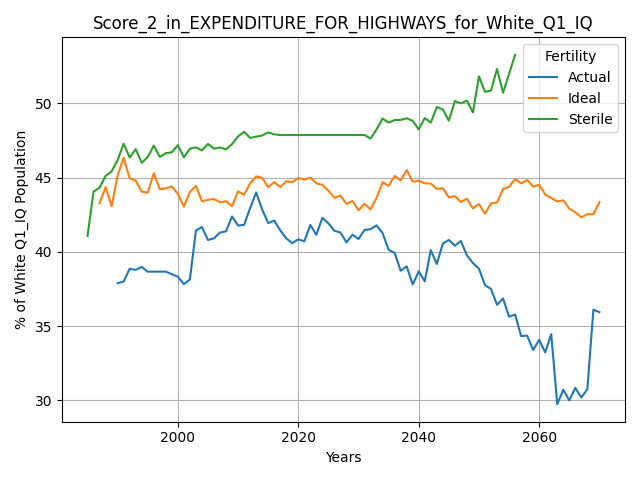 Score_2_in_EXPENDITURE_FOR_HIGHWAYS_for_White_Q1_IQ
Fertility
Actual
Ideal
Sterile
% of White Q1_IQ Population
50
45
40
35
30
2000
2020
2040
2060
Years